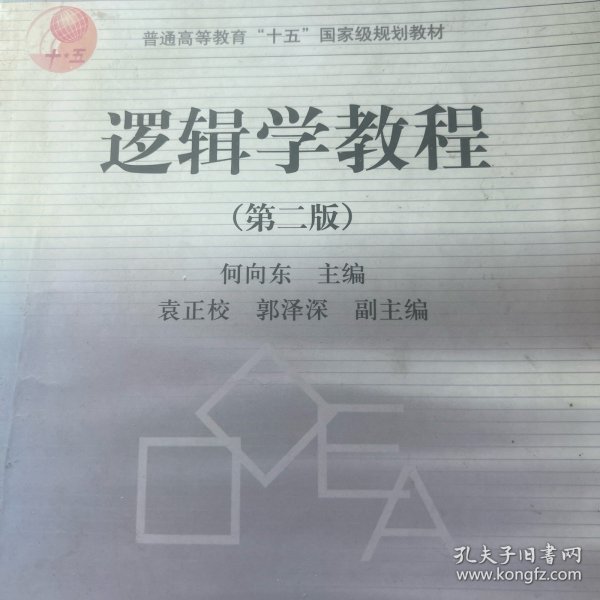 普通高等教育“十五”国家级规划教材
十·五
逻辑学教程
(第二版)
何向东 主编
袁正校 郭泽深 副主编
孔夫子旧书网
www.kongfz.com